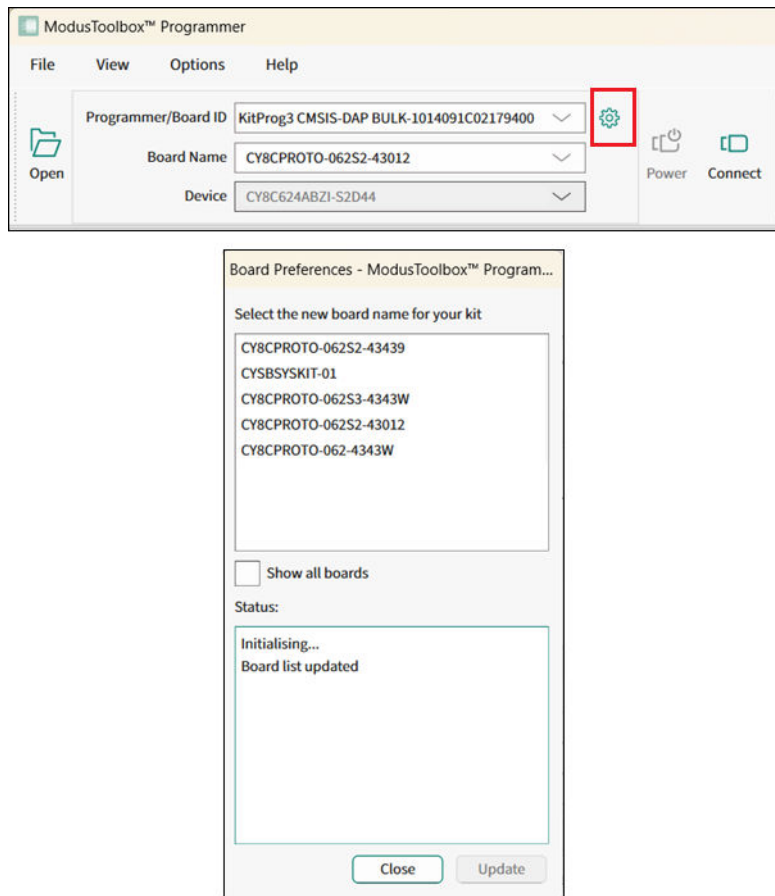 ModusToolbox™ Programmer
File View Options Help
Programmer/Board ID KitProg3 CMSIS-DAP BULK-1014091C02179400
Board Name CY8CPROTO-062S2-43012
Device CY8C624ABZI-S2D44
Open
Power Connect
Board Preferences - ModusToolbox™ Program...
Select the new board name for your kit
CY8CPROTO-062S2-43439
CYSBSYSKIT-01
CY8CPROTO-062S3-4343W
CY8CPROTO-062S2-43012
CY8CPROTO-062-4343W
Show all boards
Status:
Initialising...
Board list updated
Close Update